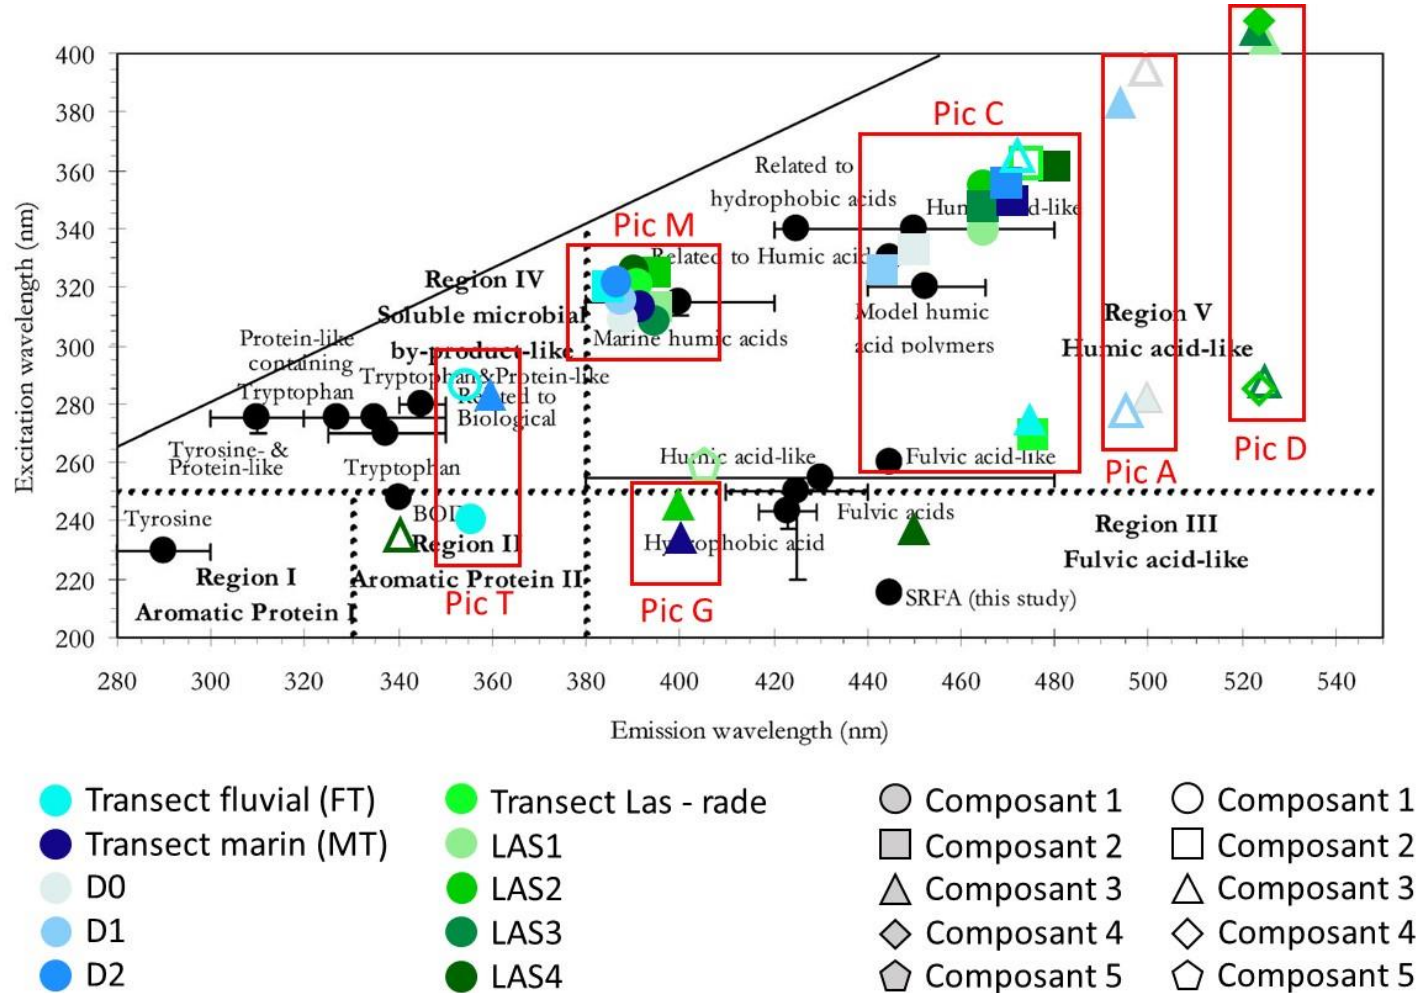 Excitation wavelength (nm)
400
380
360
340
320
300
280
260
240
220
200
Pic C
Related to
hydrophobic acids
Pic M
Related to Humic
Region IV
Soluble microbial
by-product-like
Marine humic acids
Model humic
acid polymers
Region V
Humic acid-like
Protein-like
containing
Tryptophan
Tryptophan&Protein-like
Related to
Biological
Tyrosine- &
Protein-like
Tryptophan
Humic acid-like
Fulvic acid-like
Pic A
Pic D
Tyrosine
BOD
Region II
Aromatic Protein II
Fulvic acids
Hydrophobic acid
Region III
Fulvic acid-like
Region I
Aromatic Protein I
Pic T
Pic G
SRFA (this study)
280 300 320 340 360 380 400 420 440 460 480 500 520 540
Emission wavelength (nm)
Transect fluvial (FT)
Transect marin (MT)
D0
D1
D2
Transect Las - rade
LAS1
LAS2
LAS3
LAS4
Composant 1
Composant 2
Composant 3
Composant 4
Composant 5
Composant 1
Composant 2
Composant 3
Composant 4
Composant 5